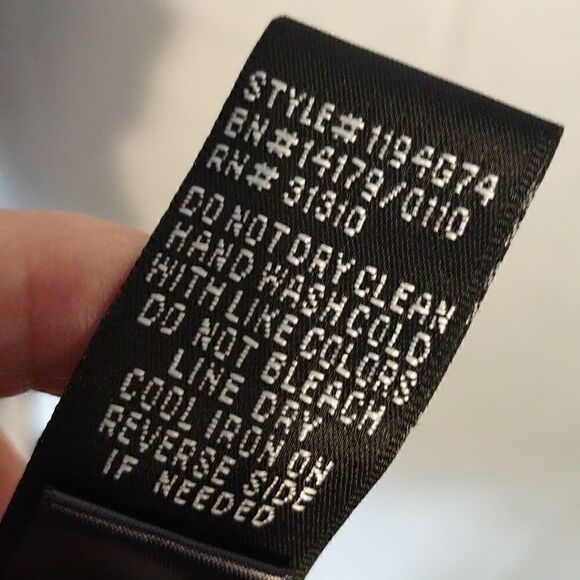 STYLE# 1194G74
BN# 14179/0110
RN# 31310
DO NOT DRY CLEAN
HAND WASH COLD
WITH LIKE COLORS
DO NOT BLEACH
LINE DRY
COOL IRON ON
REVERSE SIDE
IF NEEDED